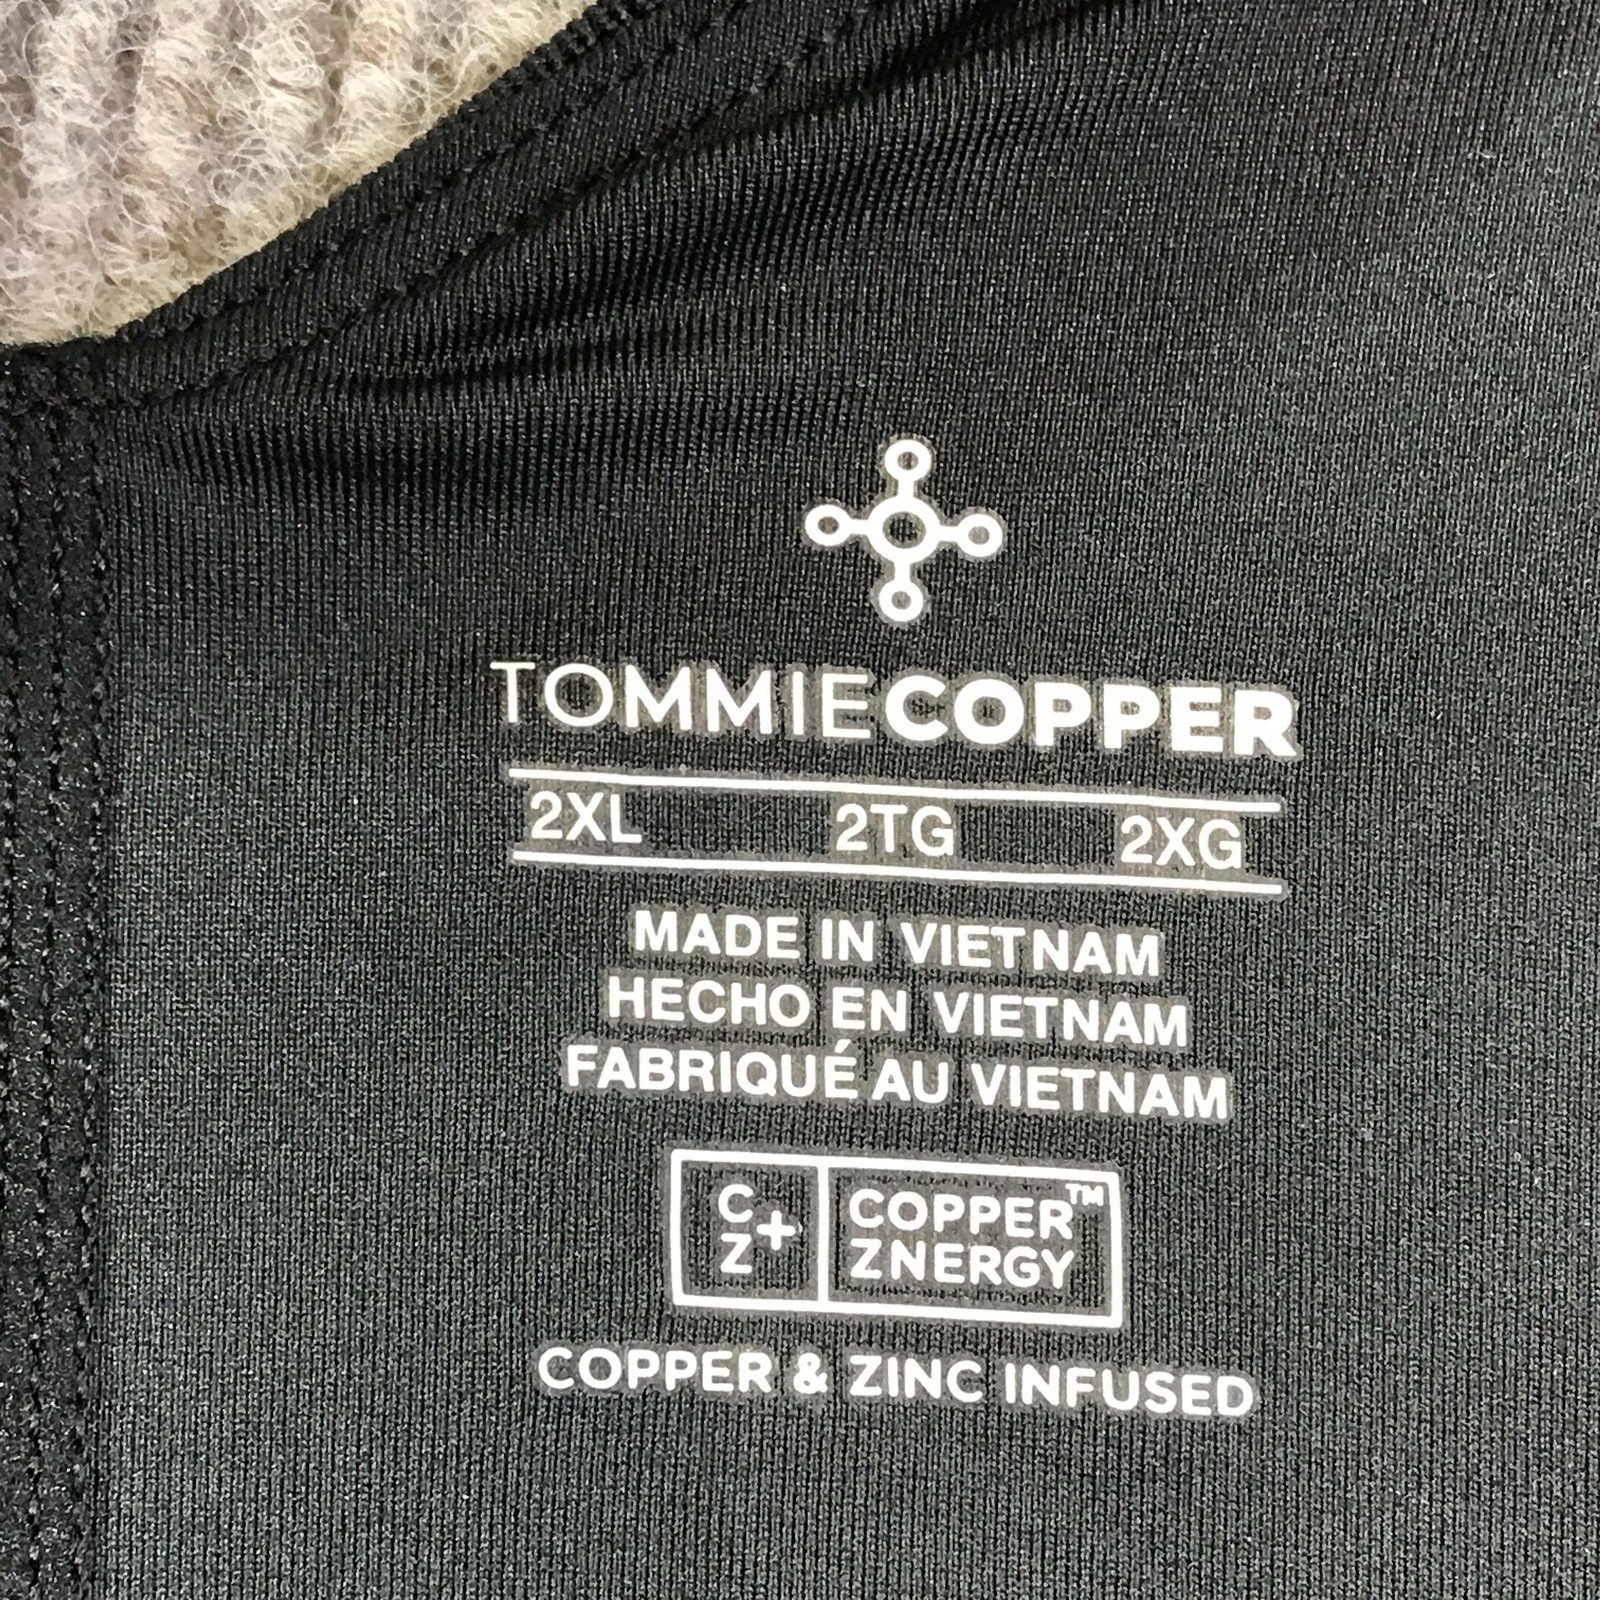 TOMMIECOPPER
2XL 2TG 2XG
MADE IN VIETNAM
HECHO EN VIETNAM
FABRIQUÉ AU VIETNAM
C+Z COPPER™
ZNERGY
COPPER & ZINC INFUSED